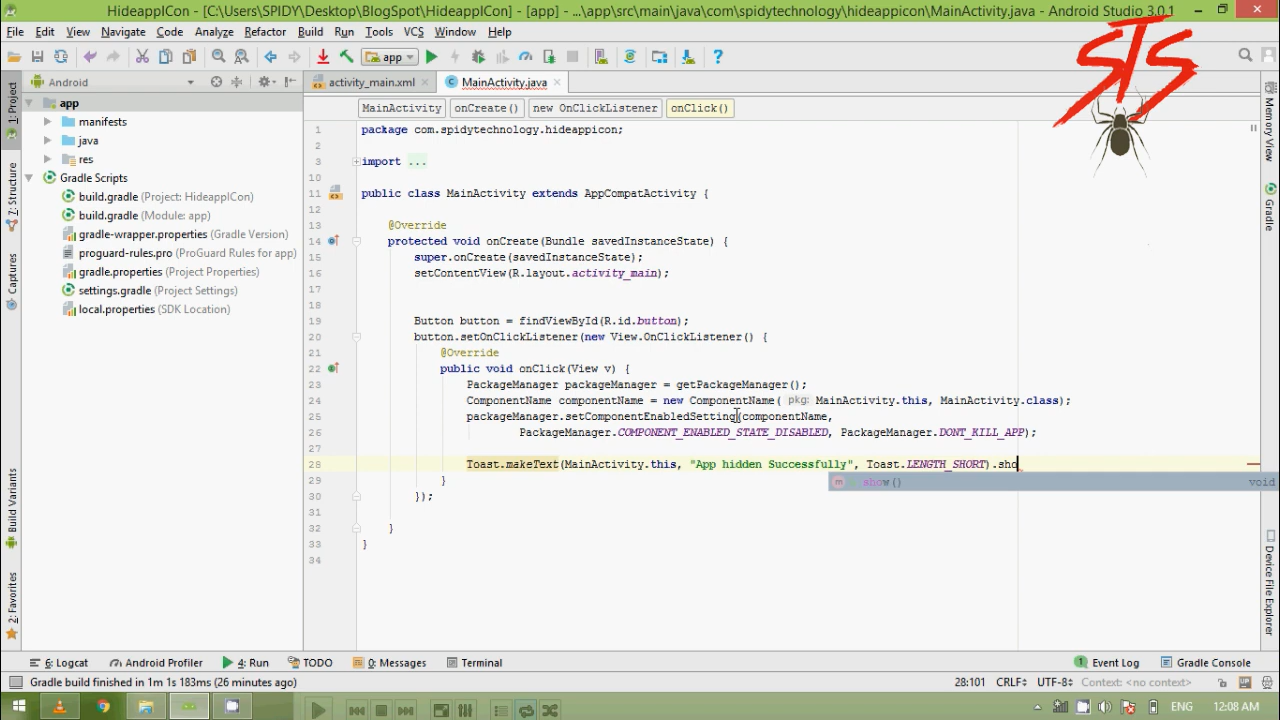 HideappICon - [C:\Users\SPIDY\Desktop\BlogSpot\HideappICon] - [app] - ...\app\src\main\java\com\spidytechnology\hideappicon\MainActivity.java - Android Studio 3.0.1
File Edit View Navigate Code Analyze Refactor Build Run Tools VCS Window Help
STS
app
Android
activity_main.xml
MainActivity.java
MainActivity onCreate() new OnClickListener onClick()
1: Project
7: Structure
Captures
Build Variants
2: Favorites
app
manifests
java
res
Gradle Scripts
build.gradle (Project: HideappICon)
build.gradle (Module: app)
gradle-wrapper.properties (Gradle Version)
proguard-rules.pro (ProGuard Rules for app)
gradle.properties (Project Properties)
settings.gradle (Project Settings)
local.properties (SDK Location)
1 package com.spidytechnology.hideappicon;
2
3 import ...
10
11 public class MainActivity extends AppCompatActivity {
12
13 @Override
14 protected void onCreate(Bundle savedInstanceState) {
15 super.onCreate(savedInstanceState);
16 setContentView(R.layout.activity_main);
17
18
19 Button button = findViewById(R.id.button);
20 button.setOnClickListener(new View.OnClickListener() {
21 @Override
22 public void onClick(View v) {
23 PackageManager packageManager = getPackageManager();
24 ComponentName componentName = new ComponentName( pkg: MainActivity.this, MainActivity.class);
25 packageManager.setComponentEnabledSetting(componentName,
26 PackageManager.COMPONENT_ENABLED_STATE_DISABLED, PackageManager.DONT_KILL_APP);
27
28 Toast.makeText(MainActivity.this, "App hidden Successfully", Toast.LENGTH_SHORT).sho
m show() void
29 }
30 });
31
32 }
33 }
34
Memory View
Gradle
Device File Explorer
6: Logcat Android Profiler 4: Run TODO 0: Messages Terminal Event Log Gradle Console
Gradle build finished in 1m 1s 183ms (26 minutes ago) 28:101 CRLF÷ UTF-8÷ Context: <no context>
ENG 12:08 AM